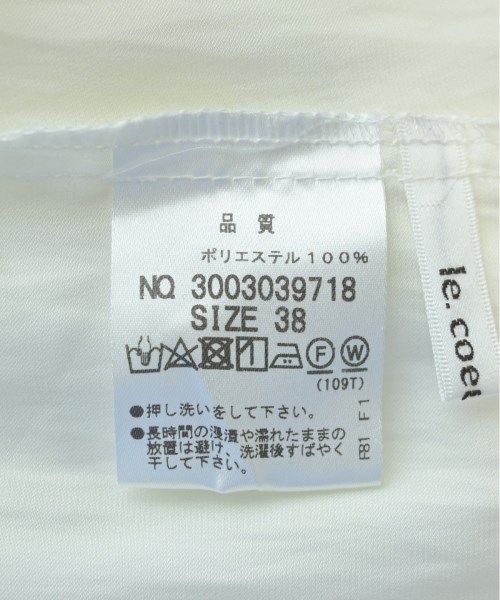 品質
ポリエステル100%
NO. 3003039718
SIZE 38
F W
(109T)
●押し洗いをして下さい。
●長時間の浸漬や濡れたままの
放置は避け、洗濯後すばやく
干して下さい。
PB1 F1
le.coeur